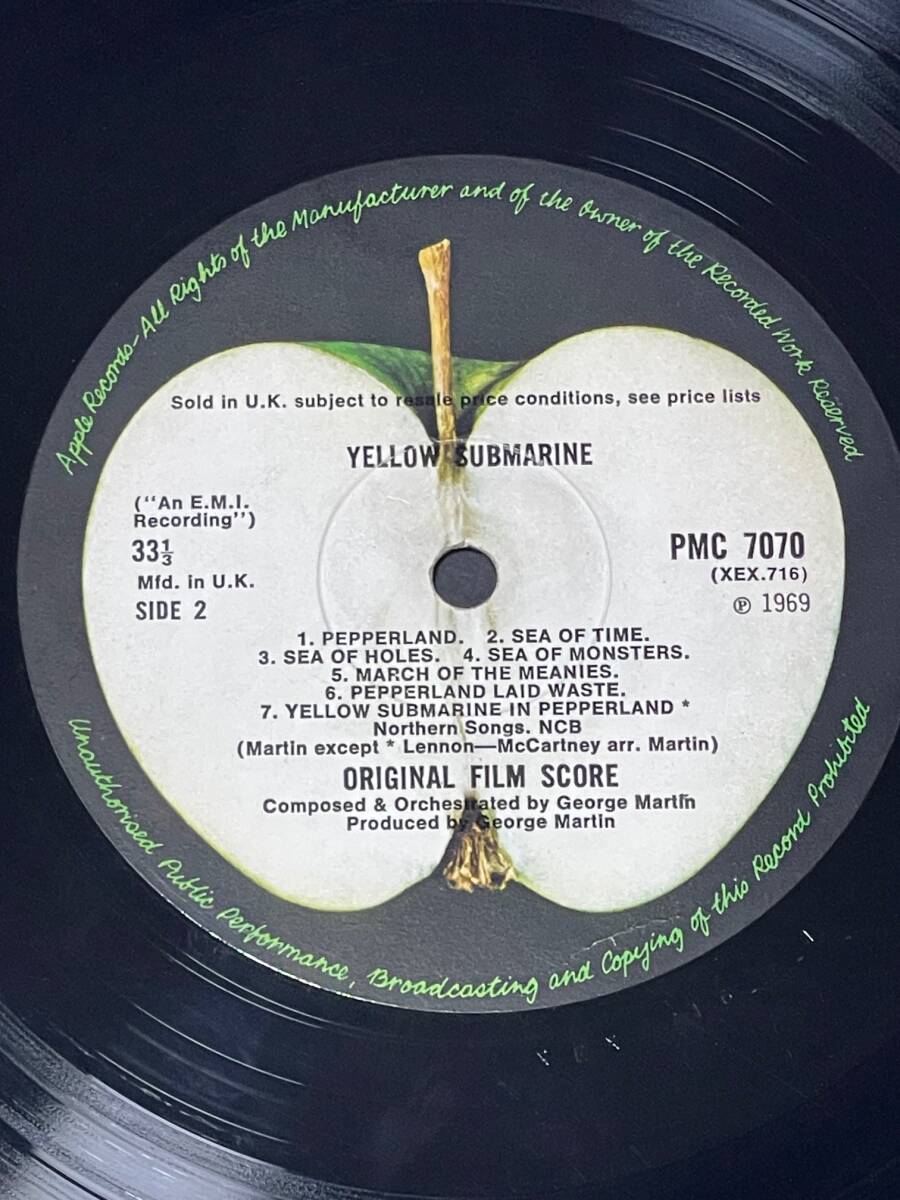 Apple Records-All Rights of the Manufacturer and of the Owner of the Recorded Work Reserved
Sold in U.K. subject to resale price conditions, see price lists
YELLOW SUBMARINE
("An E.M.I.
Recording")
33⅓
Mfd. in U.K.
SIDE 2
PMC 7070
(XEX.716)
℗ 1969
1. PEPPERLAND. 2. SEA OF TIME.
3. SEA OF HOLES. 4. SEA OF MONSTERS.
5. MARCH OF THE MEANIES.
6. PEPPERLAND LAID WASTE.
7. YELLOW SUBMARINE IN PEPPERLAND *
Northern Songs. NCB
(Martin except * Lennon—McCartney arr. Martin)
ORIGINAL FILM SCORE
Composed & Orchestrated by George Martin
Produced by George Martin
Unauthorised Public Performance, Broadcasting and Copying of this Record Prohibited